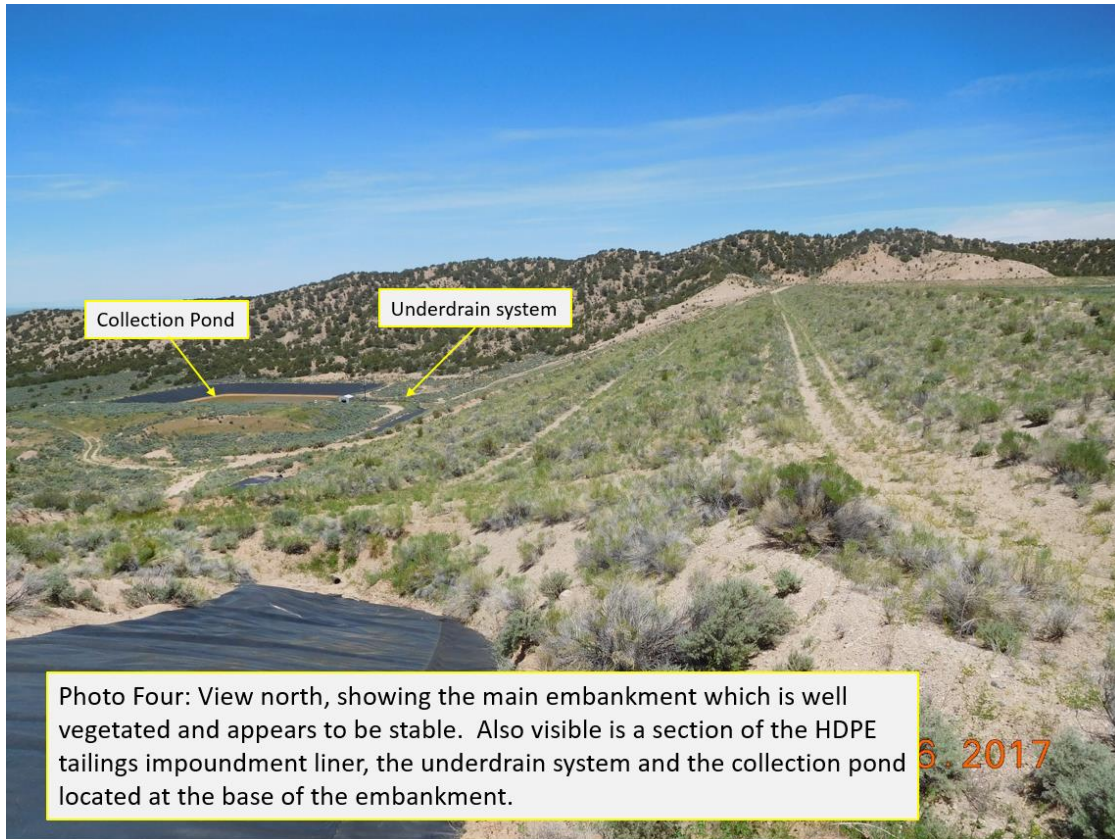 Collection Pond
Underdrain system
Photo Four: View north, showing the main embankment which is well
vegetated and appears to be stable.  Also visible is a section of the HDPE
tailings impoundment liner, the underdrain system and the collection pond
located at the base of the embankment.
6. 2017